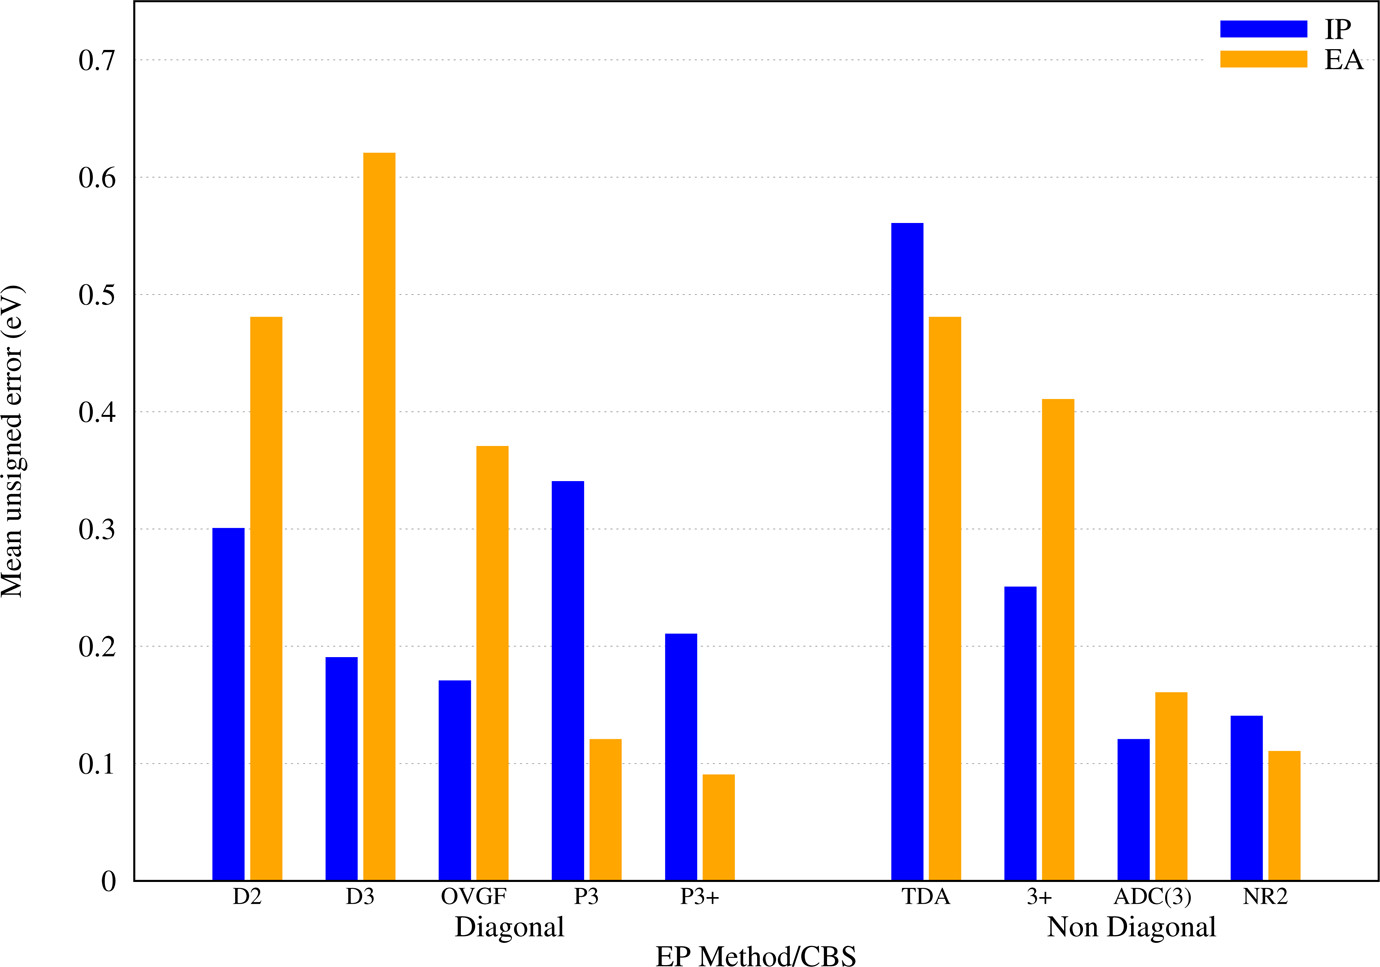 IP
EA
0.7
0.6
0.5
0.4
0.3
0.2
0.1
0
Mean unsigned error (eV)
D2 D3 OVGF P3 P3+ TDA 3+ ADC(3) NR2
Diagonal Non Diagonal
EP Method/CBS